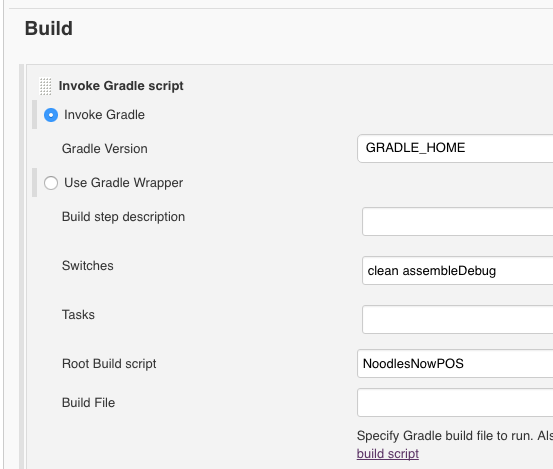 Build
Invoke Gradle script
Invoke Gradle
Gradle Version GRADLE_HOME
Use Gradle Wrapper
Build step description
Switches clean assembleDebug
Tasks
Root Build script NoodlesNowPOS
Build File
Specify Gradle build file to run. Als
build script